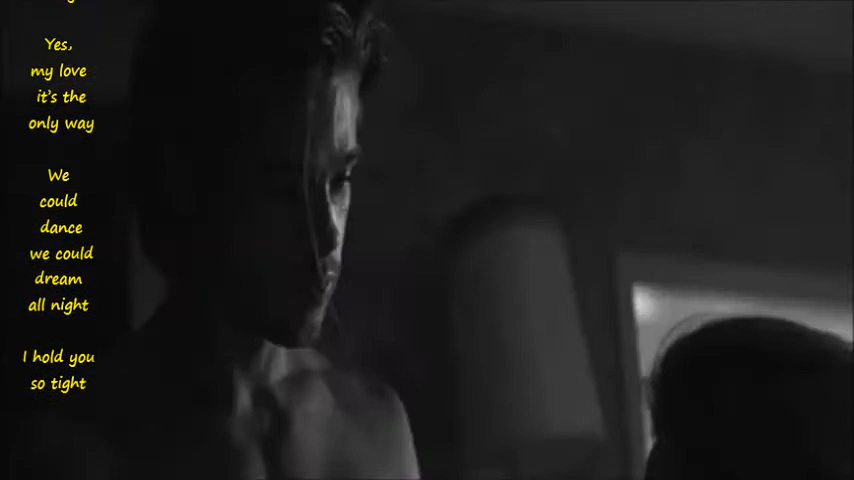 Yes,
my love
it's the
only way
We
could
dance
we could
dream
all night
I hold you
so tight